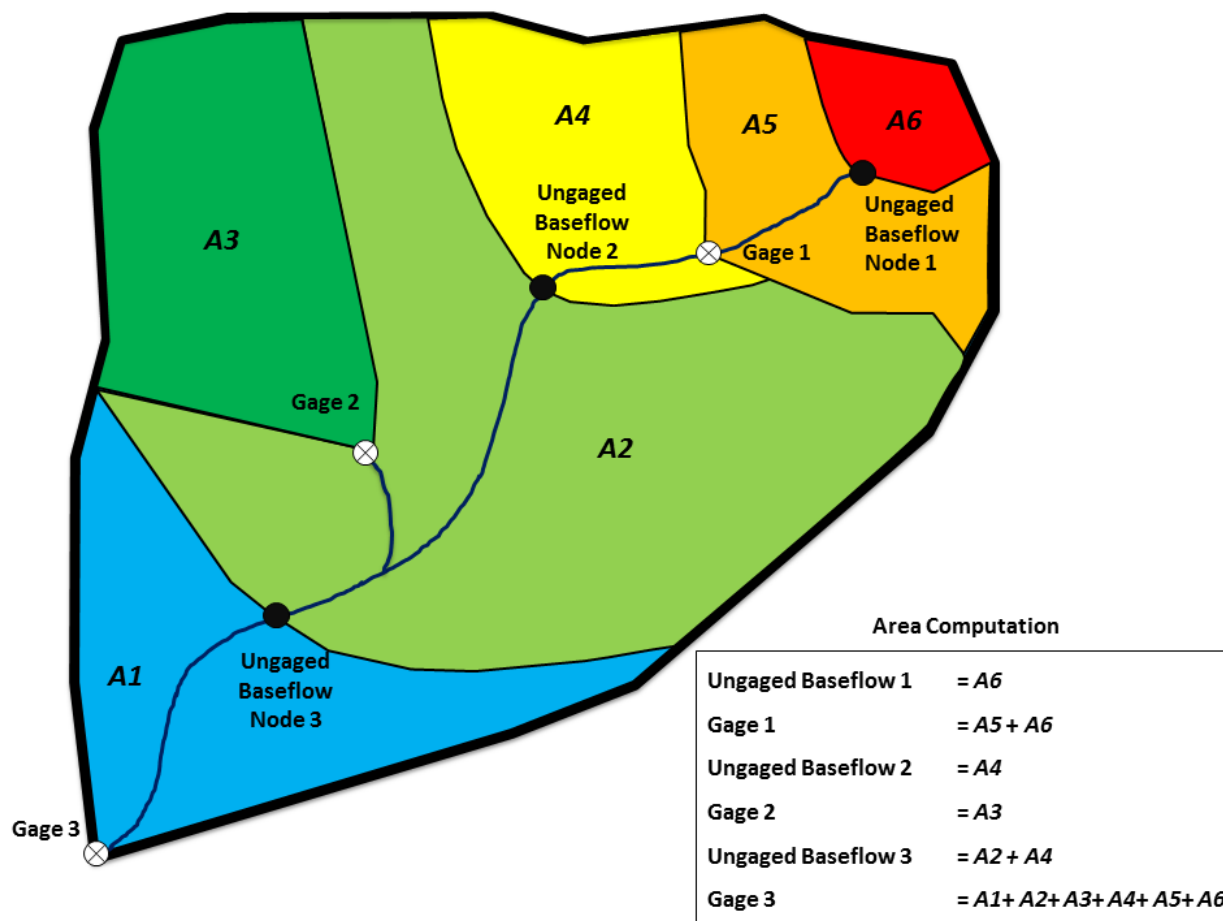 A4
A5
A6
Ungaged
Baseflow
Node 2
Ungaged
Baseflow
Node 1
A3
Gage 1
Gage 2
A2
Area Computation
Ungaged
Baseflow
Node 3
A1
Ungaged Baseflow 1 = A6
Gage 1 = A5 + A6
Ungaged Baseflow 2 = A4
Gage 2 = A3
Gage 3
Ungaged Baseflow 3 = A2 + A4
Gage 3 = A1+ A2+ A3+ A4+ A5+ A6